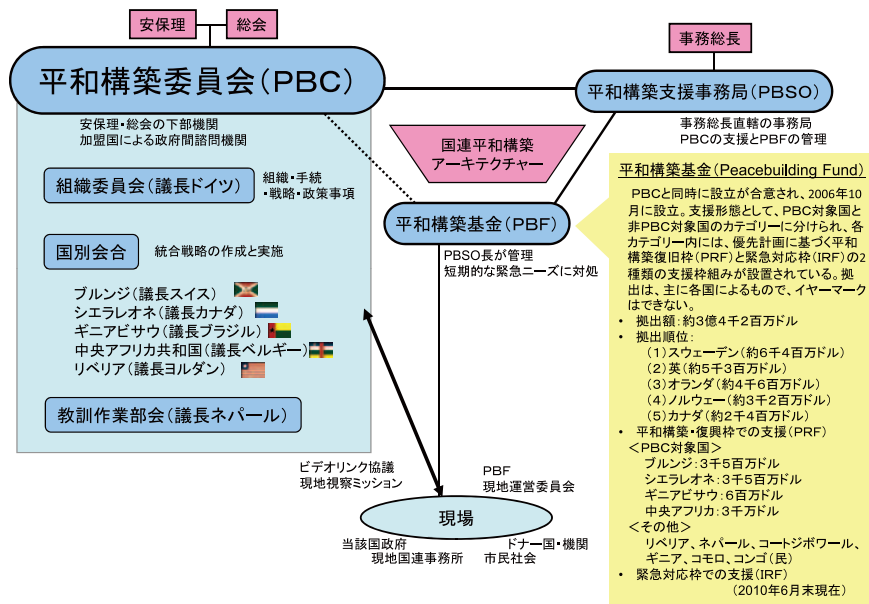 安保理
総会
事務総長
平和構築委員会(PBC)
平和構築支援事務局(PBSO)
安保理・総会の下部機関
加盟国による政府間諮問機関
事務総長直轄の事務局
PBCの支援とPBFの管理
国連平和構築
アーキテクチャー
組織委員会(議長ドイツ)
組織・手続
・戦略・政策事項
平和構築基金(PBF)
PBSO長が管理
短期的な緊急ニーズに対処
国別会合
統合戦略の作成と実施
ブルンジ(議長スイス)
シエラレオネ(議長カナダ)
ギニアビサウ(議長ブラジル)
中央アフリカ共和国(議長ベルギー)
リベリア(議長ヨルダン)
教訓作業部会(議長ネパール)
ビデオリンク協議
現地視察ミッション
PBF
現地運営委員会
現場
当該国政府
現地国連事務所
ドナー国・機関
市民社会
平和構築基金(Peacebuilding Fund)
PBCと同時に設立が合意され、2006年10
月に設立。支援形態として、PBC対象国と
非PBC対象国のカテゴリーに分けられ、各
カテゴリー内には、優先計画に基づく平和
構築復旧枠(PRF)と緊急対応枠(IRF)の2
種類の支援枠組みが設置されている。拠
出は、主に各国によるもので、イヤーマーク
はできない。
• 拠出額:約3億4千2百万ドル
• 拠出順位:
(1)スウェーデン(約6千4百万ドル)
(2)英(約5千3百万ドル)
(3)オランダ(約4千6百万ドル)
(4)ノルウェー(約3千2百万ドル)
(5)カナダ(約2千4百万ドル)
• 平和構築・復興枠での支援(PRF)
<PBC対象国>
ブルンジ:3千5百万ドル
シエラレオネ:3千5百万ドル
ギニアビサウ:6百万ドル
中央アフリカ:3千万ドル
<その他>
リベリア、ネパール、コートジボワール、
ギニア、コモロ、コンゴ(民)
• 緊急対応枠での支援(IRF)
(2010年6月末現在)